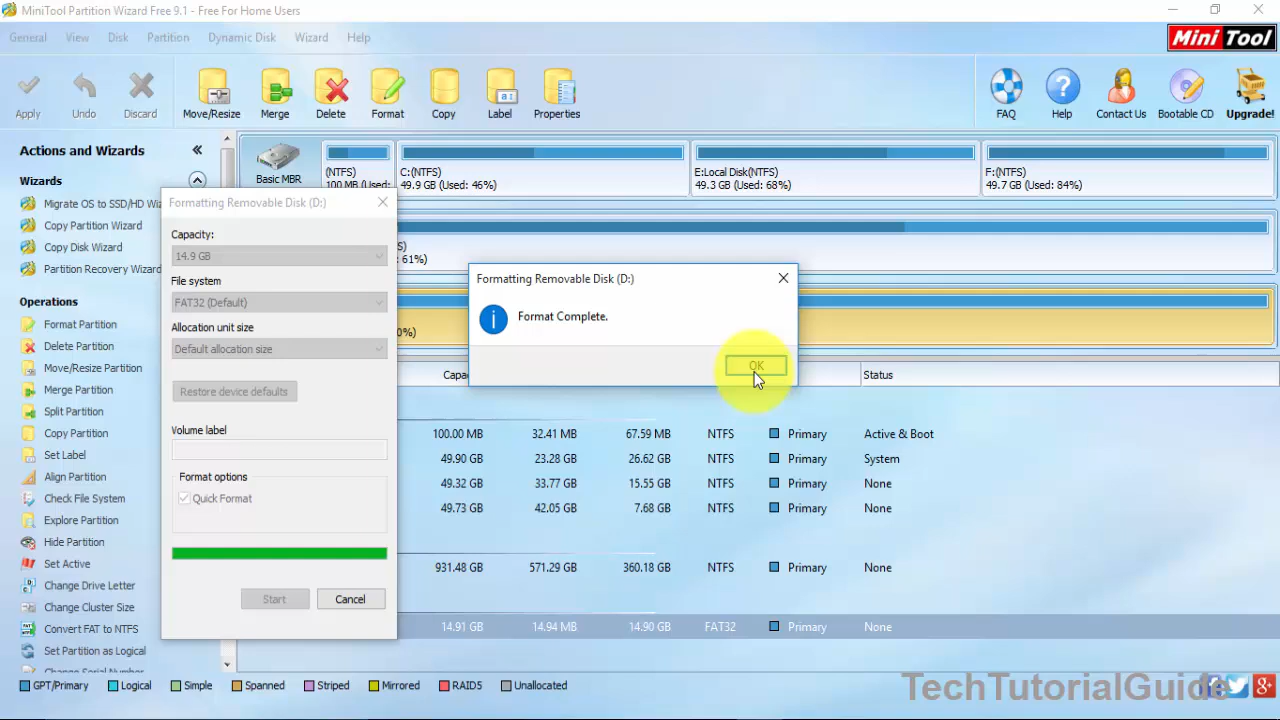 MiniTool Partition Wizard Free 9.1 - Free For Home Users
General View Disk Partition Dynamic Disk Wizard Help
Mini Tool
Apply Undo Discard Move/Resize Merge Delete Format Copy Label Properties FAQ Help Contact Us Bootable CD Upgrade!
Actions and Wizards
Wizards
Migrate OS to SSD/HD Wiz
Copy Partition Wizard
Copy Disk Wizard
Partition Recovery Wizard
Operations
Format Partition
Delete Partition
Move/Resize Partition
Merge Partition
Split Partition
Copy Partition
Set Label
Align Partition
Check File System
Explore Partition
Hide Partition
Set Active
Change Drive Letter
Change Cluster Size
Convert FAT to NTFS
Set Partition as Logical
Basic MBR
(NTFS)
100 MB (Used:
C:(NTFS)
49.9 GB (Used: 46%)
E:Local Disk(NTFS)
49.3 GB (Used: 68%)
F:(NTFS)
49.7 GB (Used: 84%)
S)
61%)
0%)
Formatting Removable Disk (D:)
Capacity:
14.9 GB
File system
FAT32 (Default)
Allocation unit size
Default allocation size
Restore device defaults
Volume label
Format options
Quick Format
Start Cancel
Formatting Removable Disk (D:)
Format Complete.
OK
Capac Status
100.00 MB 32.41 MB 67.59 MB NTFS Primary Active & Boot
49.90 GB 23.28 GB 26.62 GB NTFS Primary System
49.32 GB 33.77 GB 15.55 GB NTFS Primary None
49.73 GB 42.05 GB 7.68 GB NTFS Primary None
931.48 GB 571.29 GB 360.18 GB NTFS Primary None
14.91 GB 14.94 MB 14.90 GB FAT32 Primary None
GPT/Primary Logical Simple Spanned Striped Mirrored RAID5 Unallocated
TechTutorialGuide